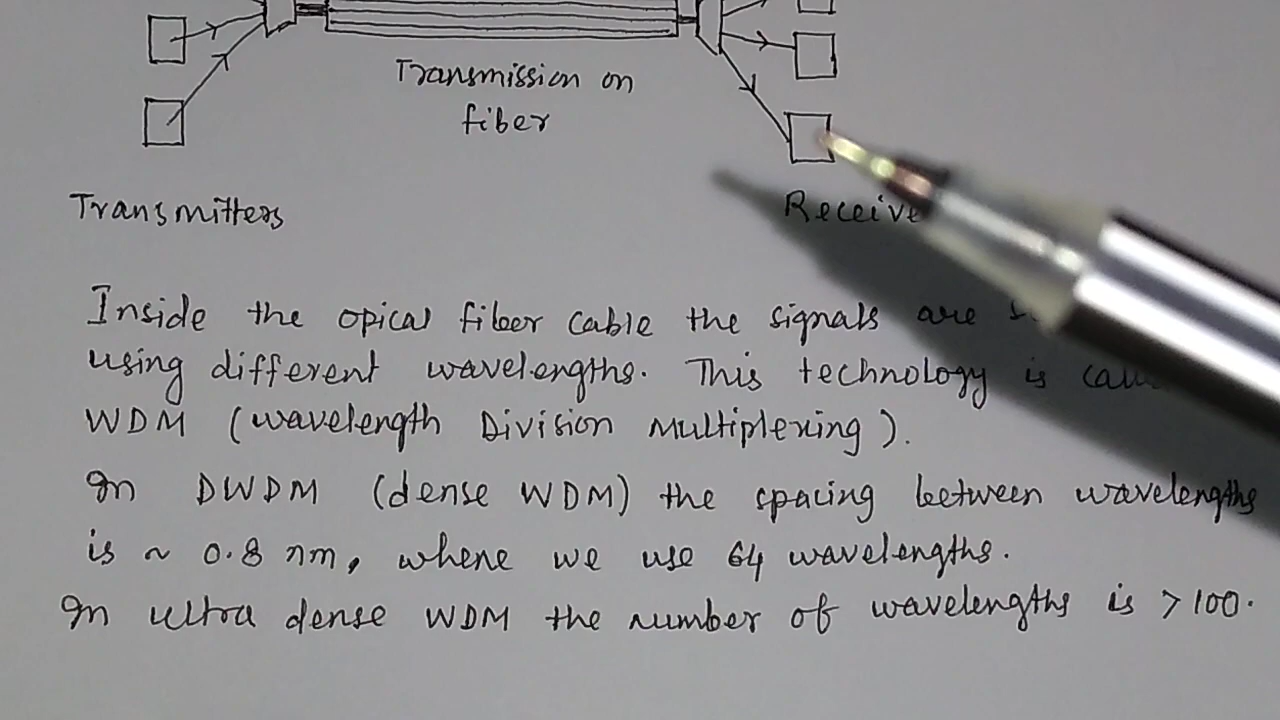 Transmission on
fiber
Transmitters
Receive
Inside the opical fiber cable the signals are
using different wavelengths. This technology is
WDM (wavelength Division Multiplexing).
In DWDM (dense WDM) the spacing between wavelengths
is ~ 0.8 nm, where we use 64 wavelengths.
In ultra dense WDM the number of wavelengths is > 100.